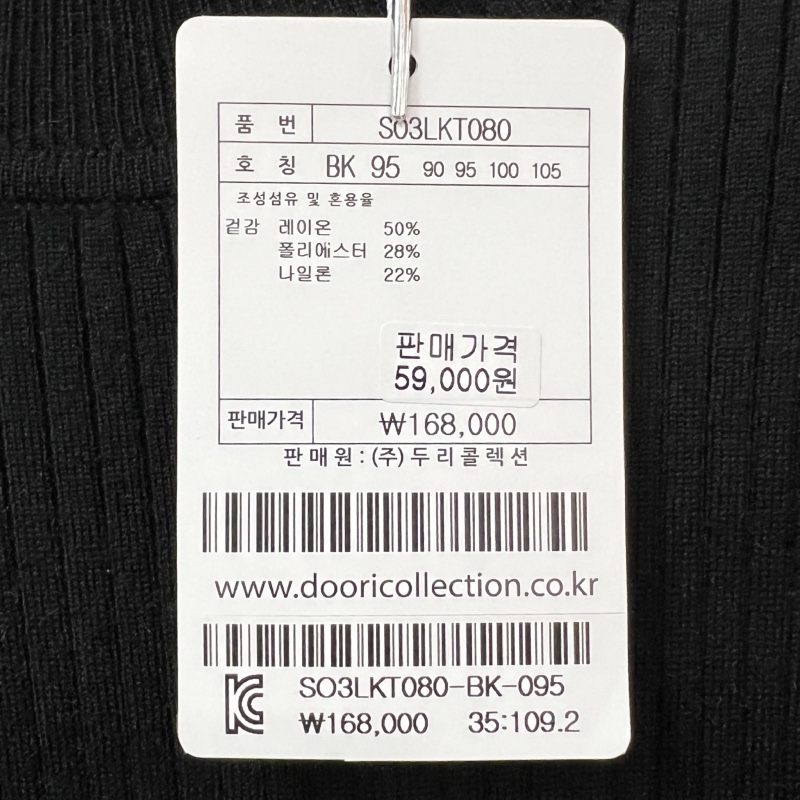 품 번 SO3LKT080
호 칭 BK 95 90 95 100 105
조성섬유 및 혼용율
겉감 레이온 50%
폴리에스터 28%
나일론 22%
판매가격
59,000원
판매가격 ₩168,000
판매원:(주)두리콜렉션
www.dooricollection.co.kr
SO3LKT080-BK-095
₩168,000 35:109.2